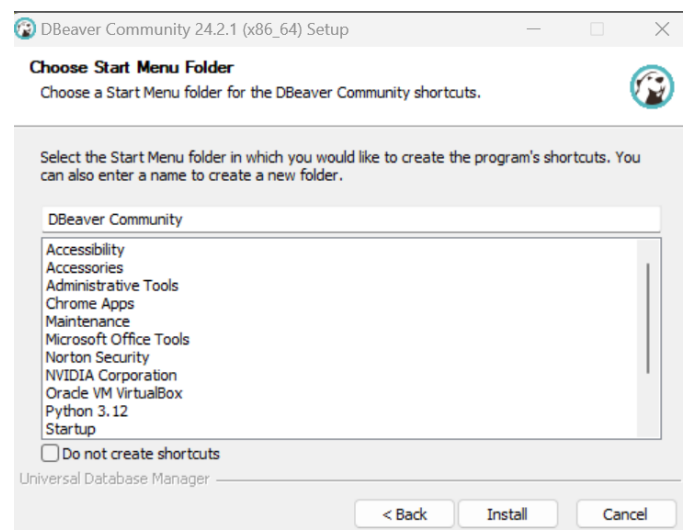 DBeaver Community 24.2.1 (x86_64) Setup
Choose Start Menu Folder
Choose a Start Menu folder for the DBeaver Community shortcuts.
Select the Start Menu folder in which you would like to create the program's shortcuts. You
can also enter a name to create a new folder.
DBeaver Community
Accessibility
Accessories
Administrative Tools
Chrome Apps
Maintenance
Microsoft Office Tools
Norton Security
NVIDIA Corporation
Oracle VM VirtualBox
Python 3.12
Startup
Do not create shortcuts
Universal Database Manager
< Back
Install
Cancel